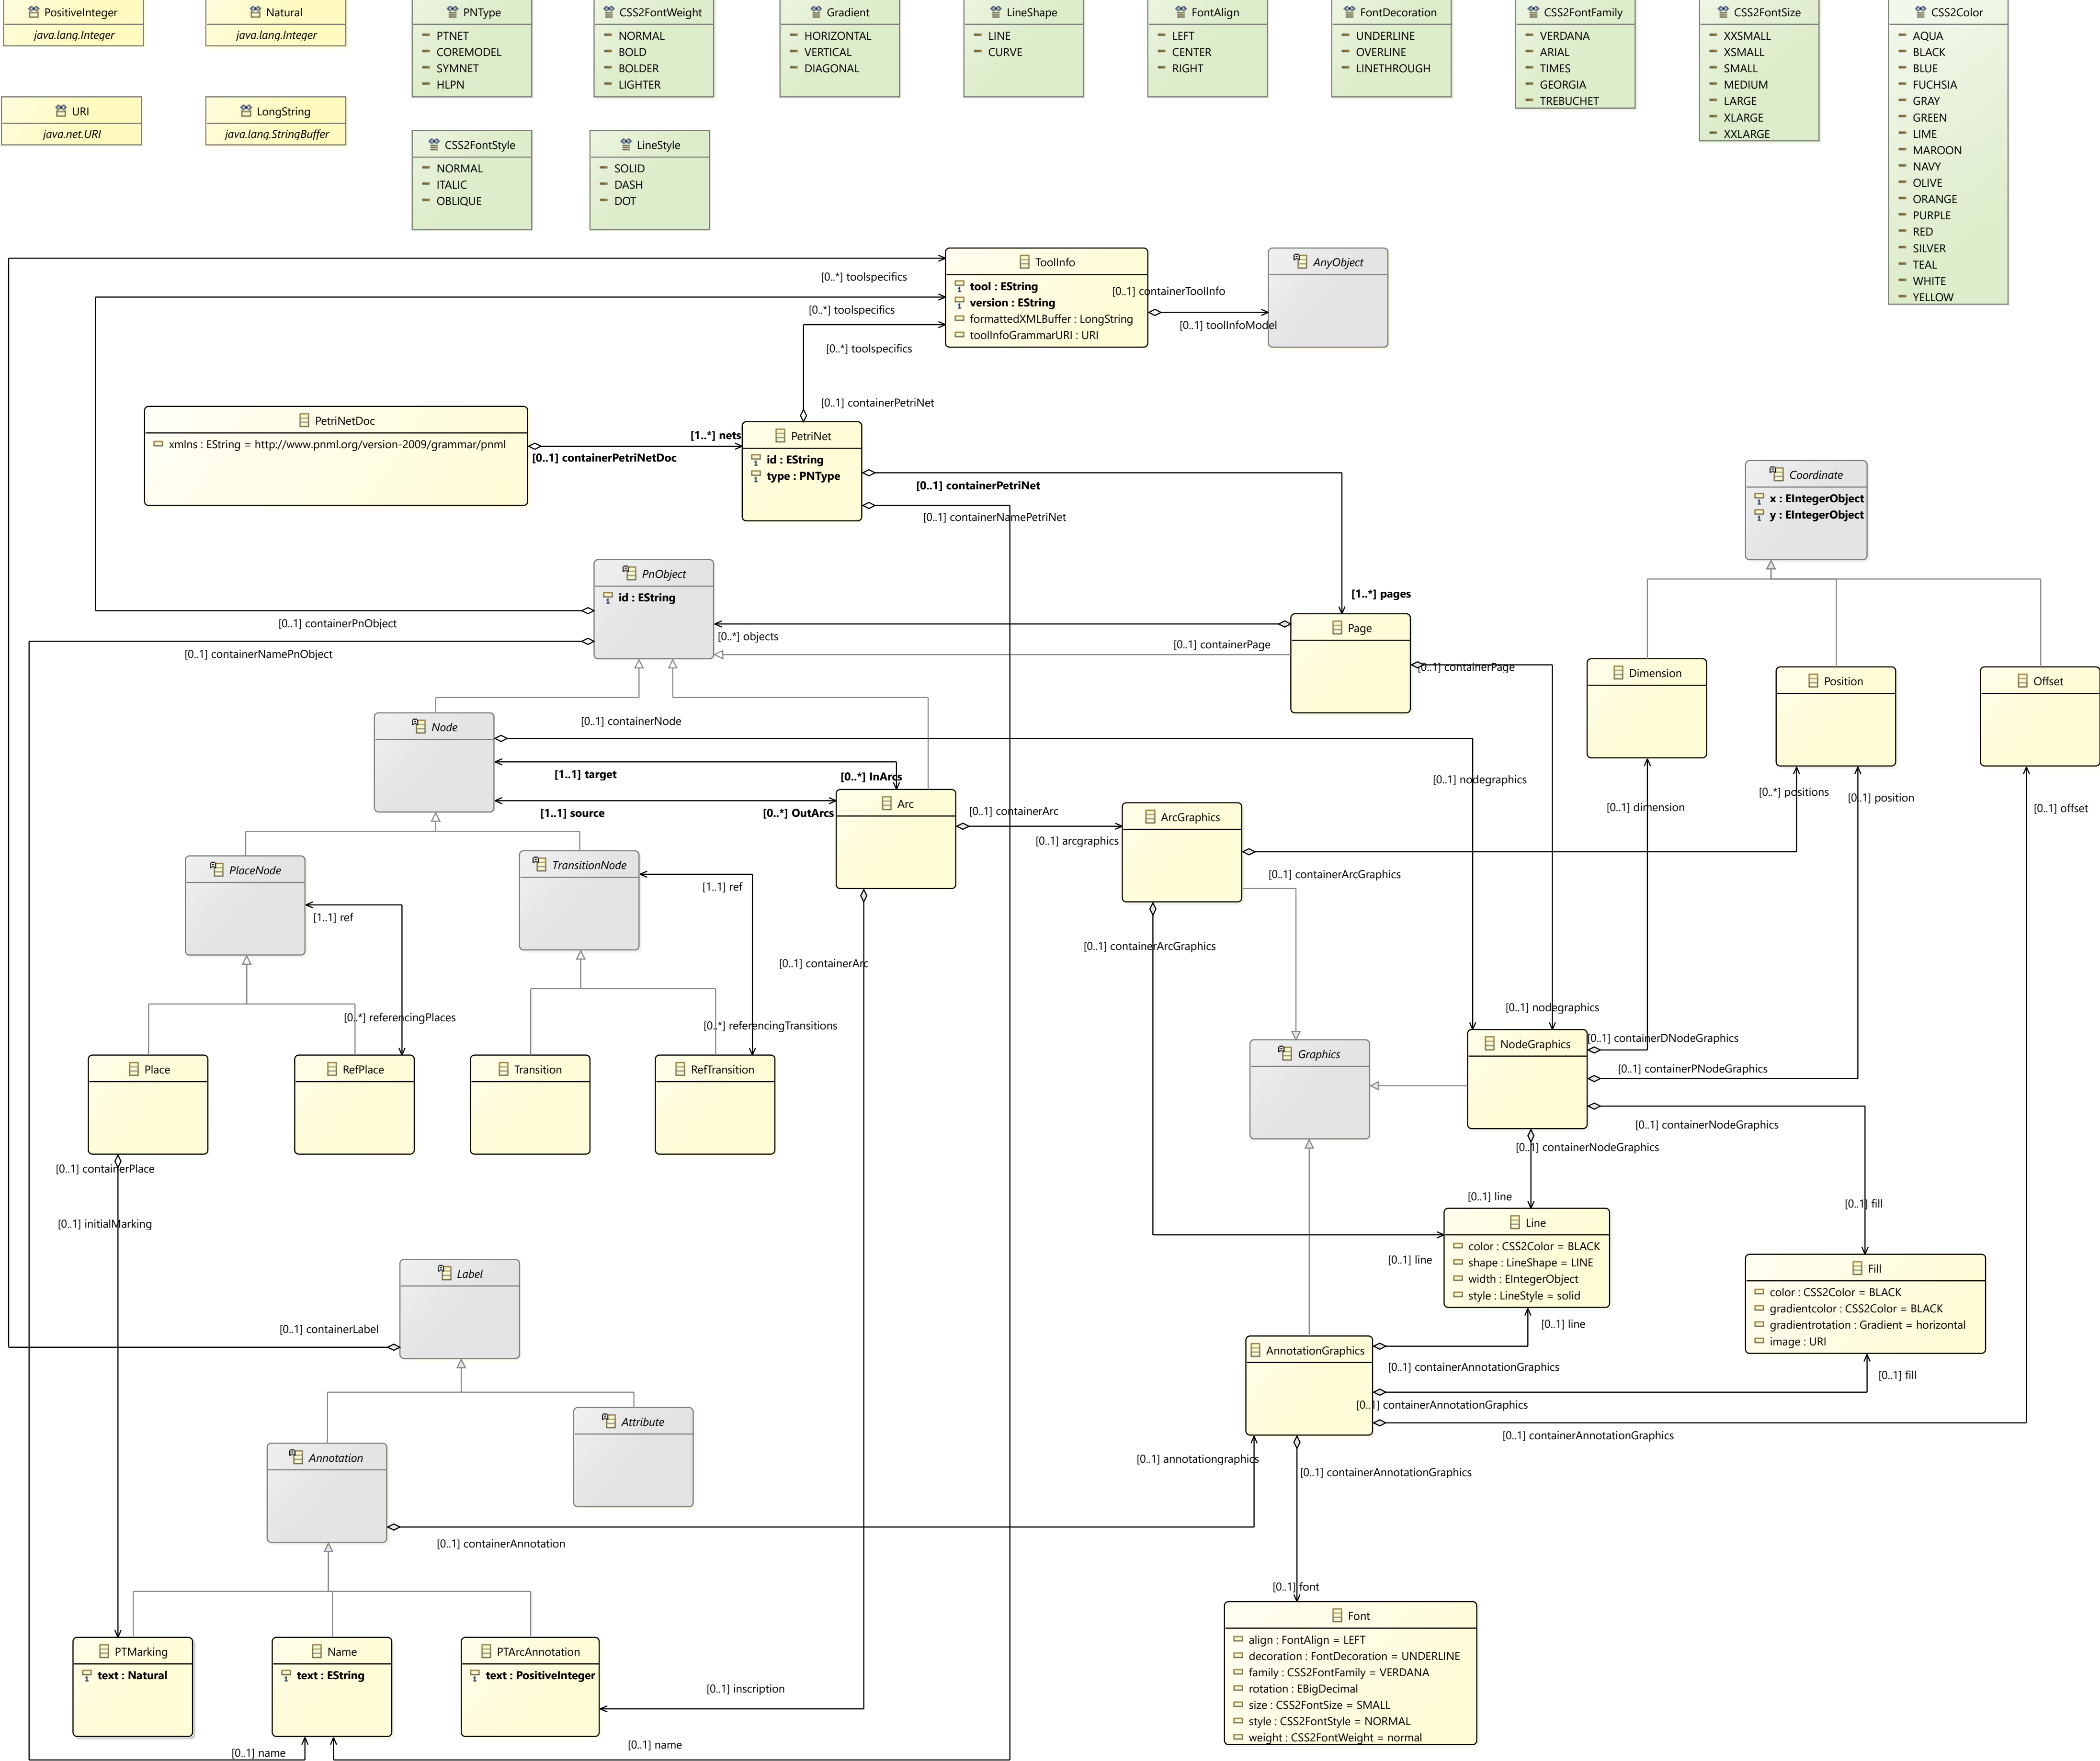 PositiveInteger
java.lang.Integer
Natural
java.lang.Integer
PNType
PTNET
COREMODEL
SYMNET
HLPN
CSS2FontWeight
NORMAL
BOLD
BOLDER
LIGHTER
Gradient
HORIZONTAL
VERTICAL
DIAGONAL
LineShape
LINE
CURVE
FontAlign
LEFT
CENTER
RIGHT
FontDecoration
UNDERLINE
OVERLINE
LINETHROUGH
CSS2FontFamily
VERDANA
ARIAL
TIMES
GEORGIA
TREBUCHET
CSS2FontSize
XXSMALL
XSMALL
SMALL
MEDIUM
LARGE
XLARGE
XXLARGE
CSS2Color
AQUA
BLACK
BLUE
FUCHSIA
GRAY
GREEN
LIME
MAROON
NAVY
OLIVE
ORANGE
PURPLE
RED
SILVER
TEAL
WHITE
YELLOW
URI
java.net.URI
LongString
java.lang.StringBuffer
CSS2FontStyle
NORMAL
ITALIC
OBLIQUE
LineStyle
SOLID
DASH
DOT
ToolInfo
tool : EString
version : EString
formattedXMLBuffer : LongString
toolInfoGrammarURI : URI
AnyObject
[0..*] toolspecifics
[0..*] toolspecifics
[0..*] toolspecifics
[0..1] containerToolInfo
[0..1] toolInfoModel
[0..1] containerPetriNet
PetriNetDoc
xmlns : EString = http://www.pnml.org/version-2009/grammar/pnml
[1..*] nets
[0..1] containerPetriNetDoc
PetriNet
id : EString
type : PNType
[0..1] containerPetriNet
[0..1] containerNamePetriNet
Coordinate
x : EIntegerObject
y : EIntegerObject
PnObject
id : EString
[0..1] containerPnObject
[0..1] containerNamePnObject
[0..*] objects
[0..1] containerPage
[1..*] pages
Page
[0..1] containerPage
Dimension
Position
Offset
Node
[0..1] containerNode
[1..1] target
[0..*] InArcs
[1..1] source
[0..*] OutArcs
Arc
[0..1] containerArc
[0..1] arcgraphics
ArcGraphics
[0..1] nodegraphics
[0..1] dimension
[0..*] positions
[0..1] position
[0..1] offset
PlaceNode
[1..1] ref
TransitionNode
[1..1] ref
[0..1] containerArcGraphics
[0..1] containerArcGraphics
[0..1] containerArc
[0..*] referencingPlaces
[0..*] referencingTransitions
[0..1] nodegraphics
Place
RefPlace
Transition
RefTransition
Graphics
NodeGraphics
[0..1] containerDNodeGraphics
[0..1] containerPNodeGraphics
[0..1] containerNodeGraphics
[0..1] containerNodeGraphics
[0..1] containerPlace
[0..1] initialMarking
[0..1] line
[0..1] fill
Line
color : CSS2Color = BLACK
shape : LineShape = LINE
width : EIntegerObject
style : LineStyle = solid
[0..1] line
Fill
color : CSS2Color = BLACK
gradientcolor : CSS2Color = BLACK
gradientrotation : Gradient = horizontal
image : URI
Label
[0..1] containerLabel
[0..1] line
AnnotationGraphics
[0..1] containerAnnotationGraphics
[0..1] fill
[0..1] containerAnnotationGraphics
[0..1] containerAnnotationGraphics
Attribute
Annotation
[0..1] annotationgraphics
[0..1] containerAnnotationGraphics
[0..1] containerAnnotation
[0..1] font
Font
align : FontAlign = LEFT
decoration : FontDecoration = UNDERLINE
family : CSS2FontFamily = VERDANA
rotation : EBigDecimal
size : CSS2FontSize = SMALL
style : CSS2FontStyle = NORMAL
weight : CSS2FontWeight = normal
PTMarking
text : Natural
Name
text : EString
PTArcAnnotation
text : PositiveInteger
[0..1] inscription
[0..1] name
[0..1] name